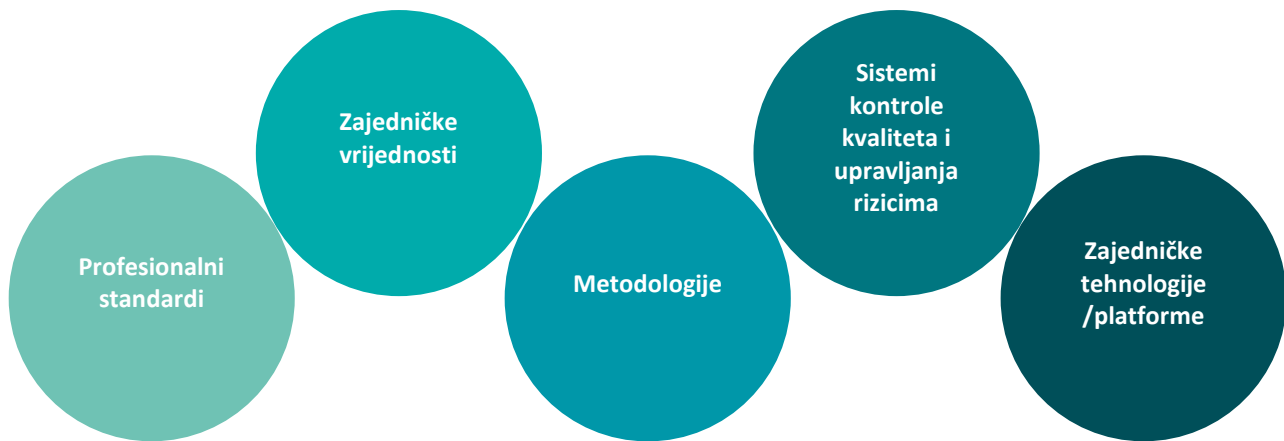 Profesionalni
standardi
Zajedničke
vrijednosti
Metodologije
Sistemi
kontrole
kvaliteta i
upravljanja
rizicima
Zajedničke
tehnologije
/platforme